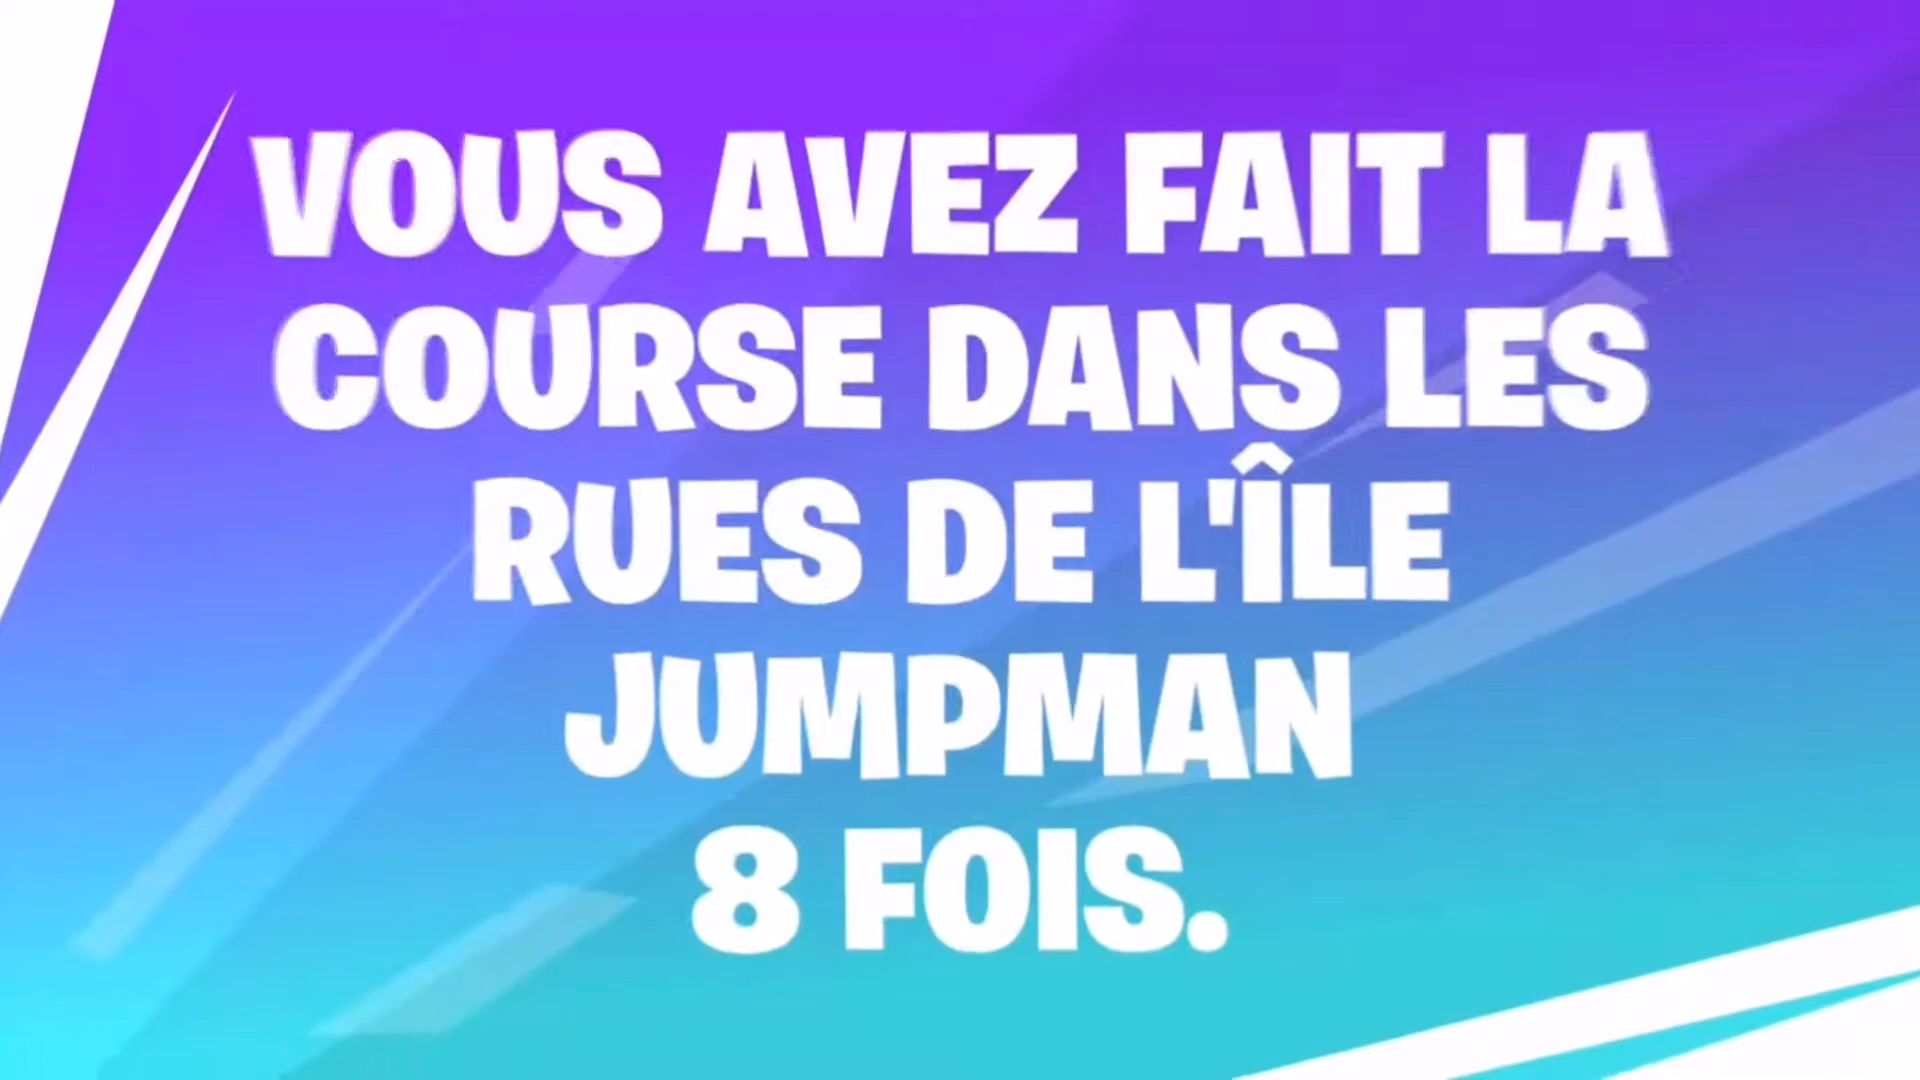 VOUS AVEZ FAIT LA
COURSE DANS LES
RUES DE L'ÎLE
JUMPMAN
8 FOIS.